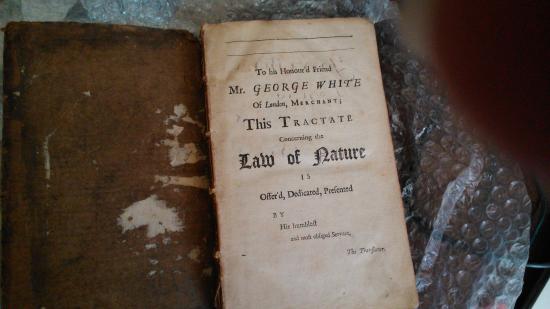 To his Honour'd Friend
Mr. GEORGE WHITE
Of London, MERCHANT;
This TRACTATE
Concerning the
Law of Nature
IS
Offer'd, Dedicated, Presented
BY
His humblest
and most obliged Servant,
The Translator.